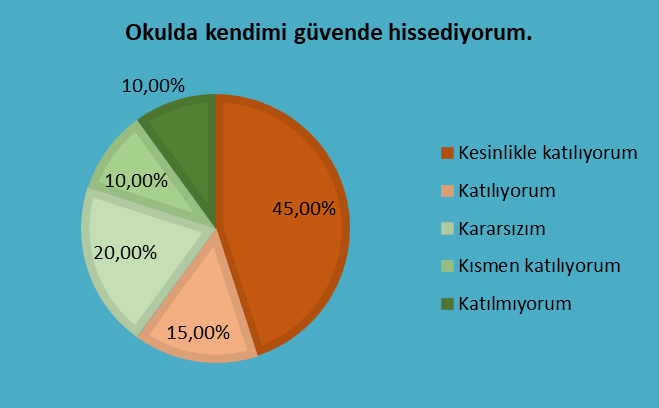 Okulda kendimi güvende hissediyorum.
10,00%
10,00%
45,00%
20,00%
15,00%
Kesinlikle katılıyorum
Katılıyorum
Kararsızım
Kısmen katılıyorum
Katılmıyorum